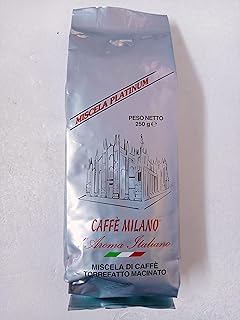 MISCELA PLATINUM
PESO NETTO
250 g e
CAFFÈ MILANO
Aroma Italiano
MISCELA DI CAFFÈ
TORREFATTO MACINATO